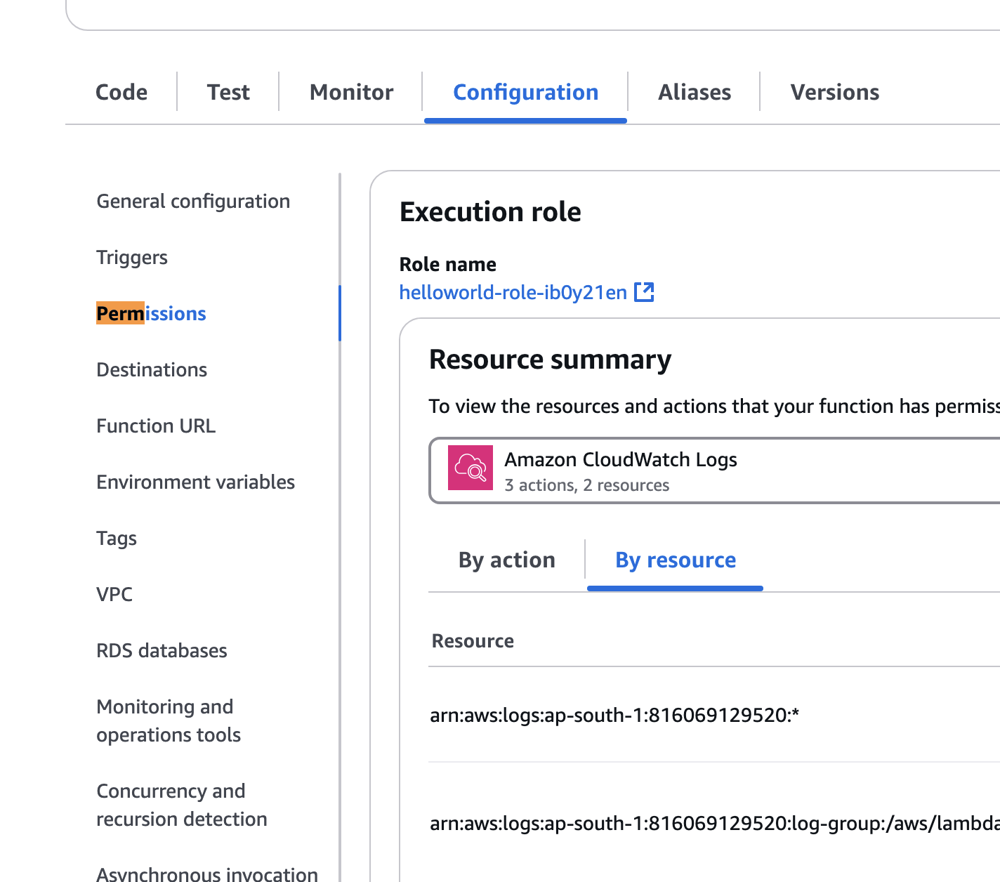 Code
Test
Monitor
Configuration
Aliases
Versions
General configuration
Triggers
Permissions
Destinations
Function URL
Environment variables
Tags
VPC
RDS databases
Monitoring and
operations tools
Concurrency and
recursion detection
Asynchronous invocation
Execution role
Role name
helloworld-role-ib0y21en
Resource summary
To view the resources and actions that your function has permiss
Amazon CloudWatch Logs
3 actions, 2 resources
By action
By resource
Resource
arn:aws:logs:ap-south-1:816069129520:*
arn:aws:logs:ap-south-1:816069129520:log-group:/aws/lambda